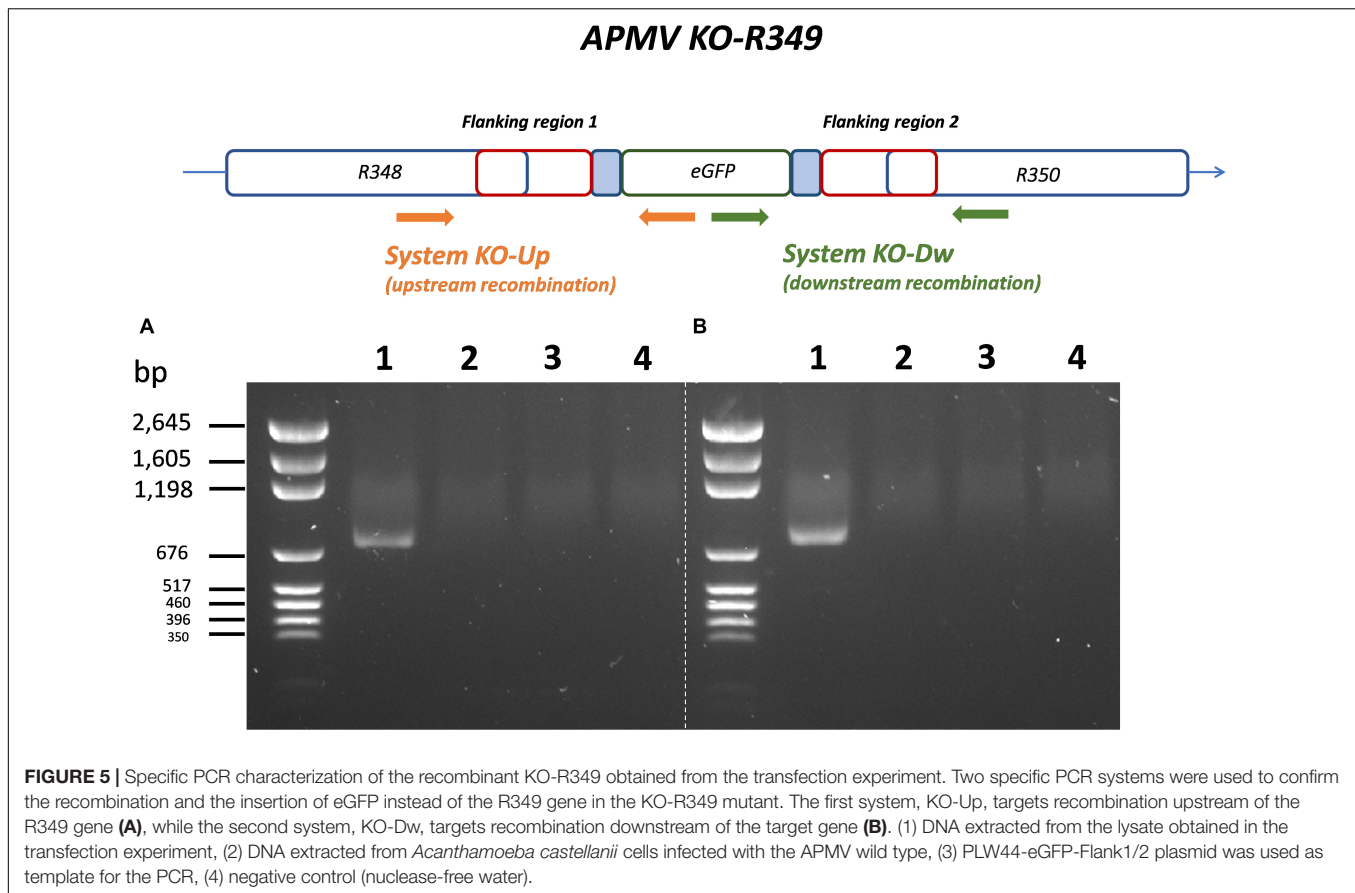 APMV KO-R349
Flanking region 1
Flanking region 2
R348
eGFP
R350
System KO-Up
(upstream recombination)
System KO-Dw
(downstream recombination)
A
B
bp
1 2 3 4
1 2 3 4
2,645
1,605
1,198
676
517
460
396
350
FIGURE 5 | Specific PCR characterization of the recombinant KO-R349 obtained from the transfection experiment. Two specific PCR systems were used to confirm
the recombination and the insertion of eGFP instead of the R349 gene in the KO-R349 mutant. The first system, KO-Up, targets recombination upstream of the
R349 gene (A), while the second system, KO-Dw, targets recombination downstream of the target gene (B). (1) DNA extracted from the lysate obtained in the
transfection experiment, (2) DNA extracted from Acanthamoeba castellanii cells infected with the APMV wild type, (3) PLW44-eGFP-Flank1/2 plasmid was used as
template for the PCR, (4) negative control (nuclease-free water).